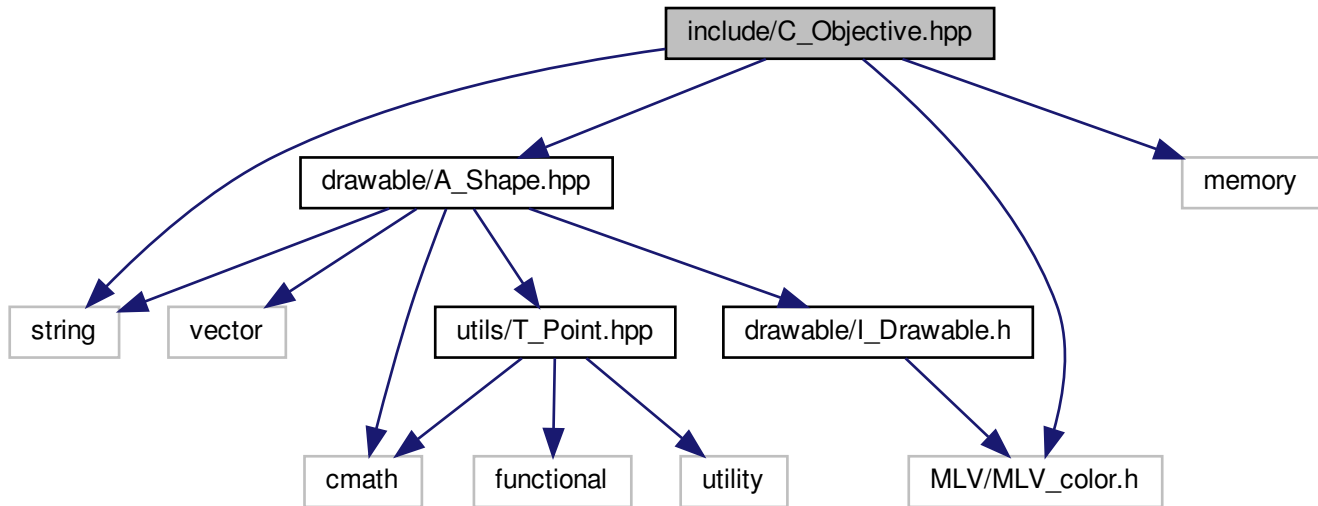 include/C_Objective.hpp
drawable/A_Shape.hpp
memory
string
vector
utils/T_Point.hpp
drawable/I_Drawable.h
cmath
functional
utility
MLV/MLV_color.h